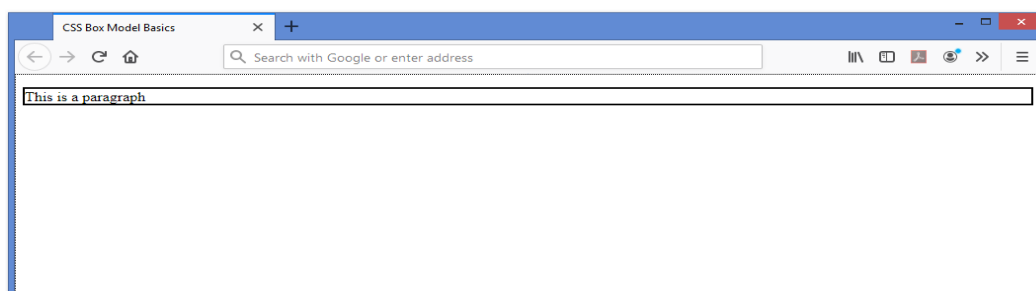 CSS Box Model Basics
Search with Google or enter address
This is a paragraph